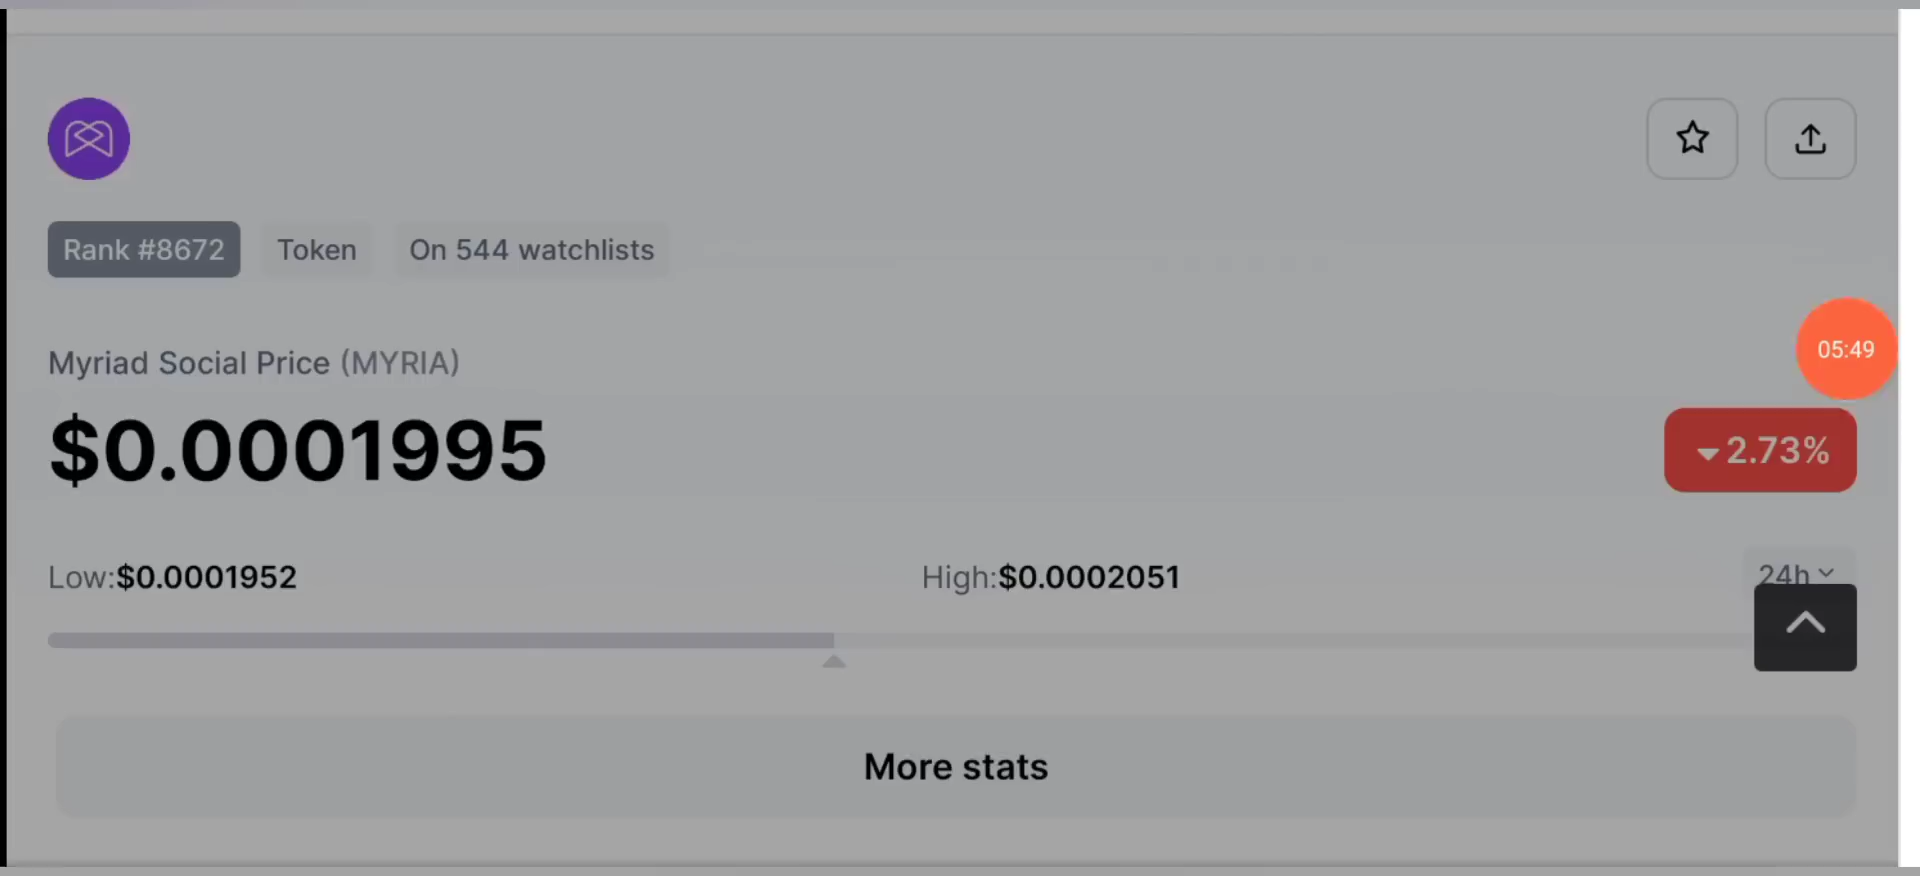 Rank #8672 Token On 544 watchlists
Myriad Social Price (MYRIA)
05:49
$0.0001995
2.73%
Low:$0.0001952 High:$0.0002051 24h
More stats